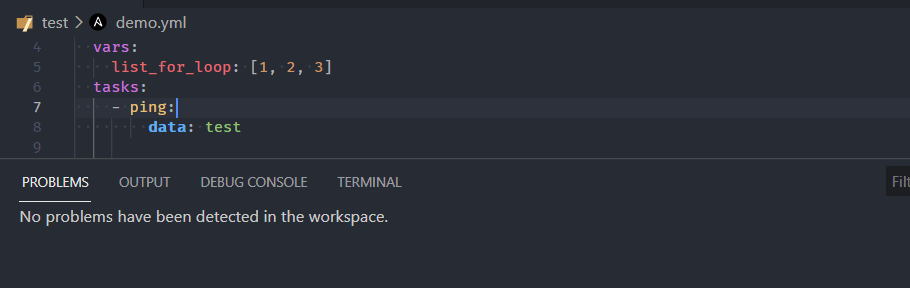 test > demo.yml
4 vars:
5 list_for_loop: [1, 2, 3]
6 tasks:
7 - ping:
8 data: test
9
PROBLEMS OUTPUT DEBUG CONSOLE TERMINAL Filt
No problems have been detected in the workspace.